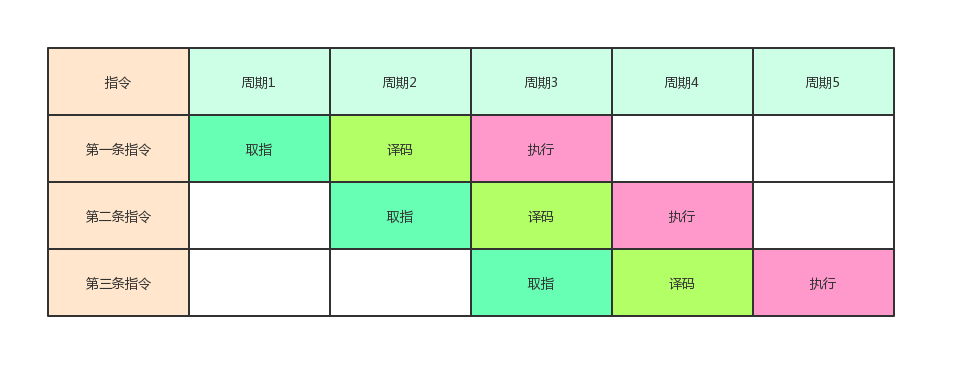 指令 周期1 周期2 周期3 周期4 周期5
第一条指令 取指 译码 执行
第二条指令 取指 译码 执行
第三条指令 取指 译码 执行